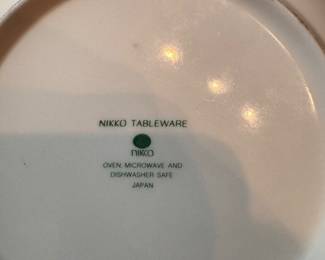 NIKKO TABLEWARE
NIKKO
OVEN, MICROWAVE AND
DISHWASHER SAFE
JAPAN